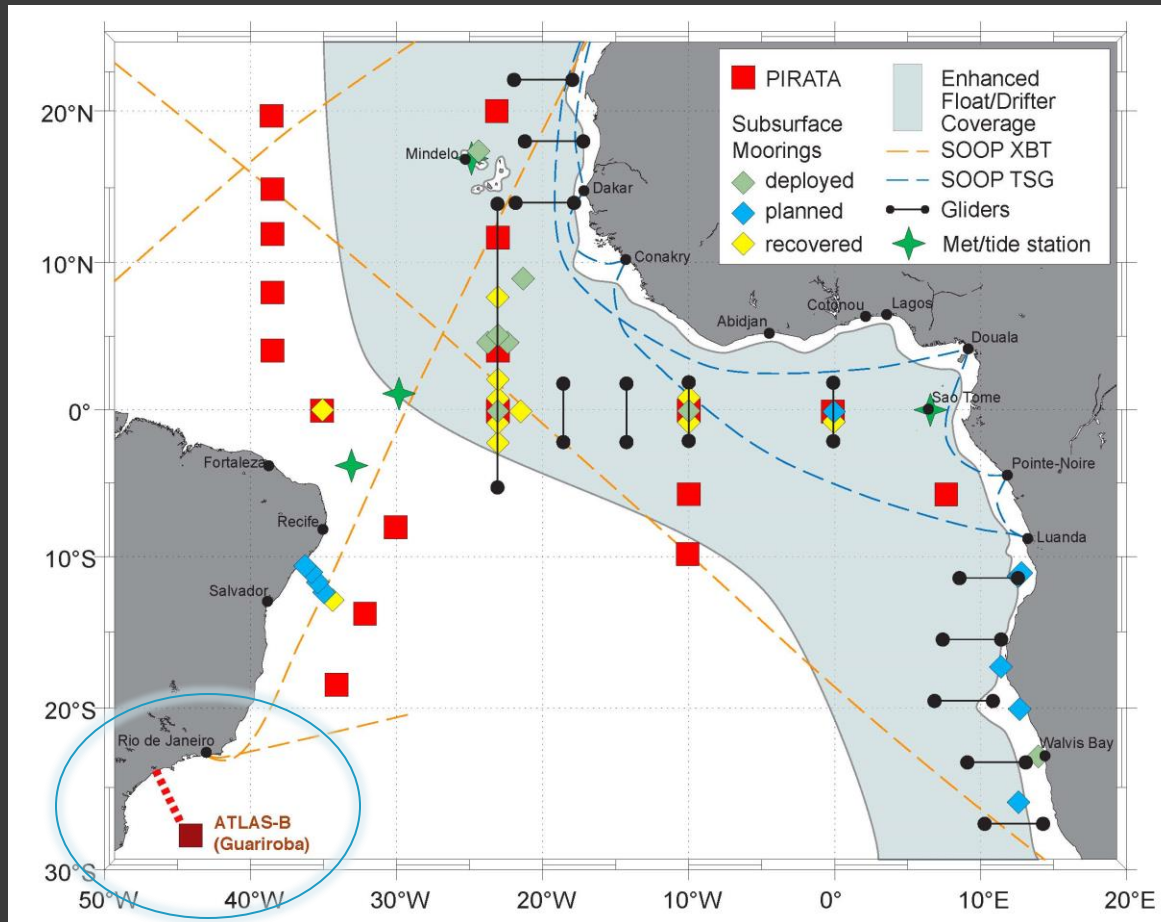 PIRATA
Subsurface
Moorings
deployed
planned
recovered
Enhanced
Float/Drifter
Coverage
SOOP XBT
SOOP TSG
Gliders
Met/tide station
20°N
10°N
0°
10°S
20°S
30°S
Mindelo
Dakar
Conakry
Abidjan
Cotonou
Lagos
Douala
Sao Tome
Pointe-Noire
Luanda
Walvis Bay
Fortaleza
Recife
Salvador
Rio de Janeiro
ATLAS-B
(Guariroba)
50°W
40°W
30°W
20°W
10°W
0°
10°E
20°E